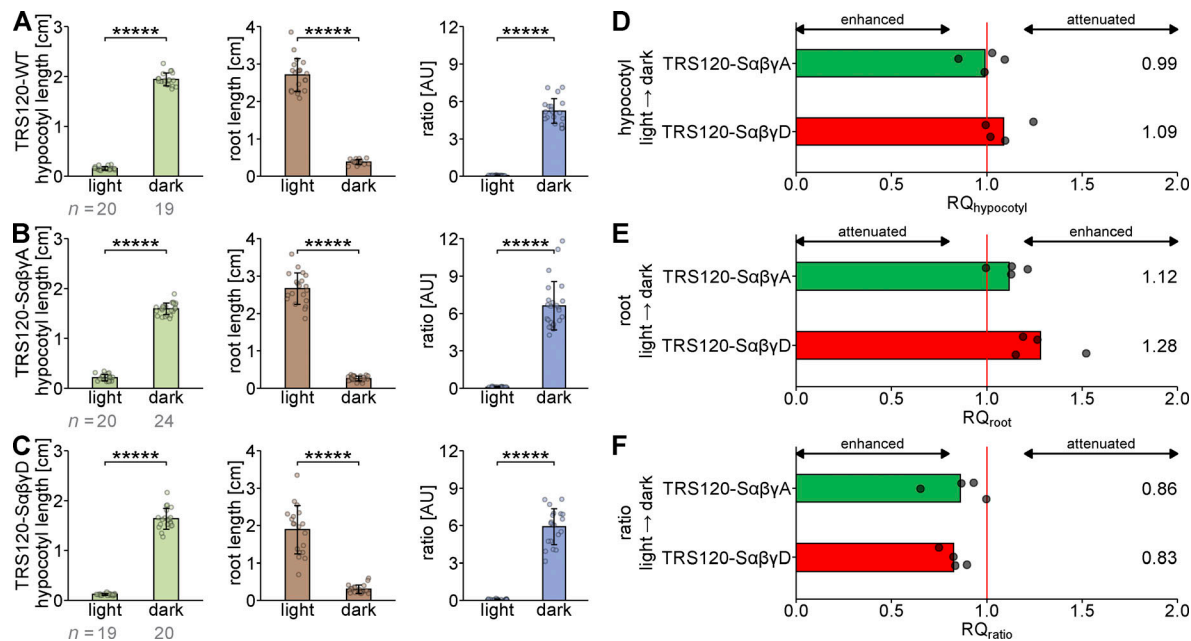 A
TRS120-WT
hypocotyl length [cm]
3
2
1
0
*****
light
dark
n = 20
19
root length [cm]
4
3
2
1
0
*****
light
dark
ratio [AU]
12
9
6
3
0
*****
light
dark
B
TRS120-SαβγA
hypocotyl length [cm]
3
2
1
0
*****
light
dark
n = 20
24
root length [cm]
4
3
2
1
0
*****
light
dark
ratio [AU]
12
9
6
3
0
*****
light
dark
C
TRS120-SαβγD
hypocotyl length [cm]
3
2
1
0
*****
light
dark
n = 19
20
root length [cm]
4
3
2
1
0
*****
light
dark
ratio [AU]
12
9
6
3
0
*****
light
dark
D
enhanced
attenuated
hypocotyl
light → dark
TRS120-SαβγA
0.99
TRS120-SαβγD
1.09
0.0
0.5
1.0
1.5
2.0
RQhypocotyl
E
attenuated
enhanced
root
light → dark
TRS120-SαβγA
1.12
TRS120-SαβγD
1.28
0.0
0.5
1.0
1.5
2.0
RQroot
F
enhanced
attenuated
ratio
light → dark
TRS120-SαβγA
0.86
TRS120-SαβγD
0.83
0.0
0.5
1.0
1.5
2.0
RQratio